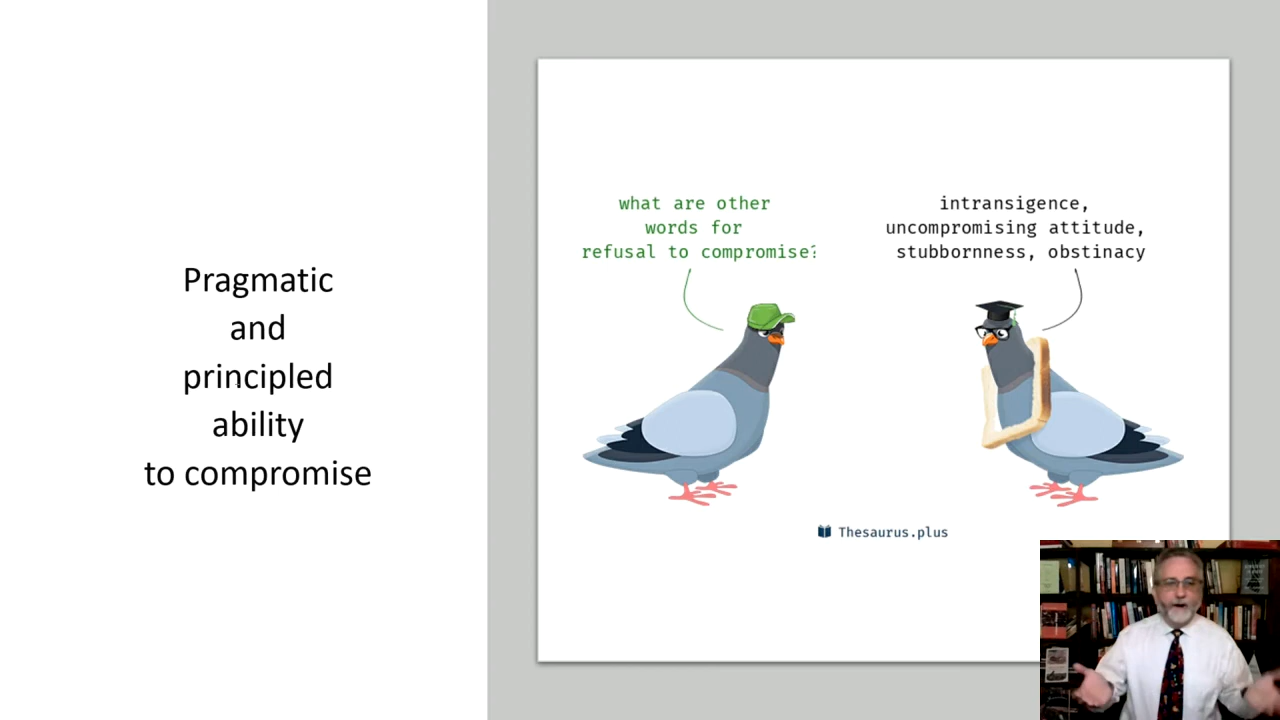 Pragmatic
and
principled
ability
to compromise
what are other
words for
refusal to compromise?
intransigence,
uncompromising attitude,
stubbornness, obstinacy
Thesaurus.plus